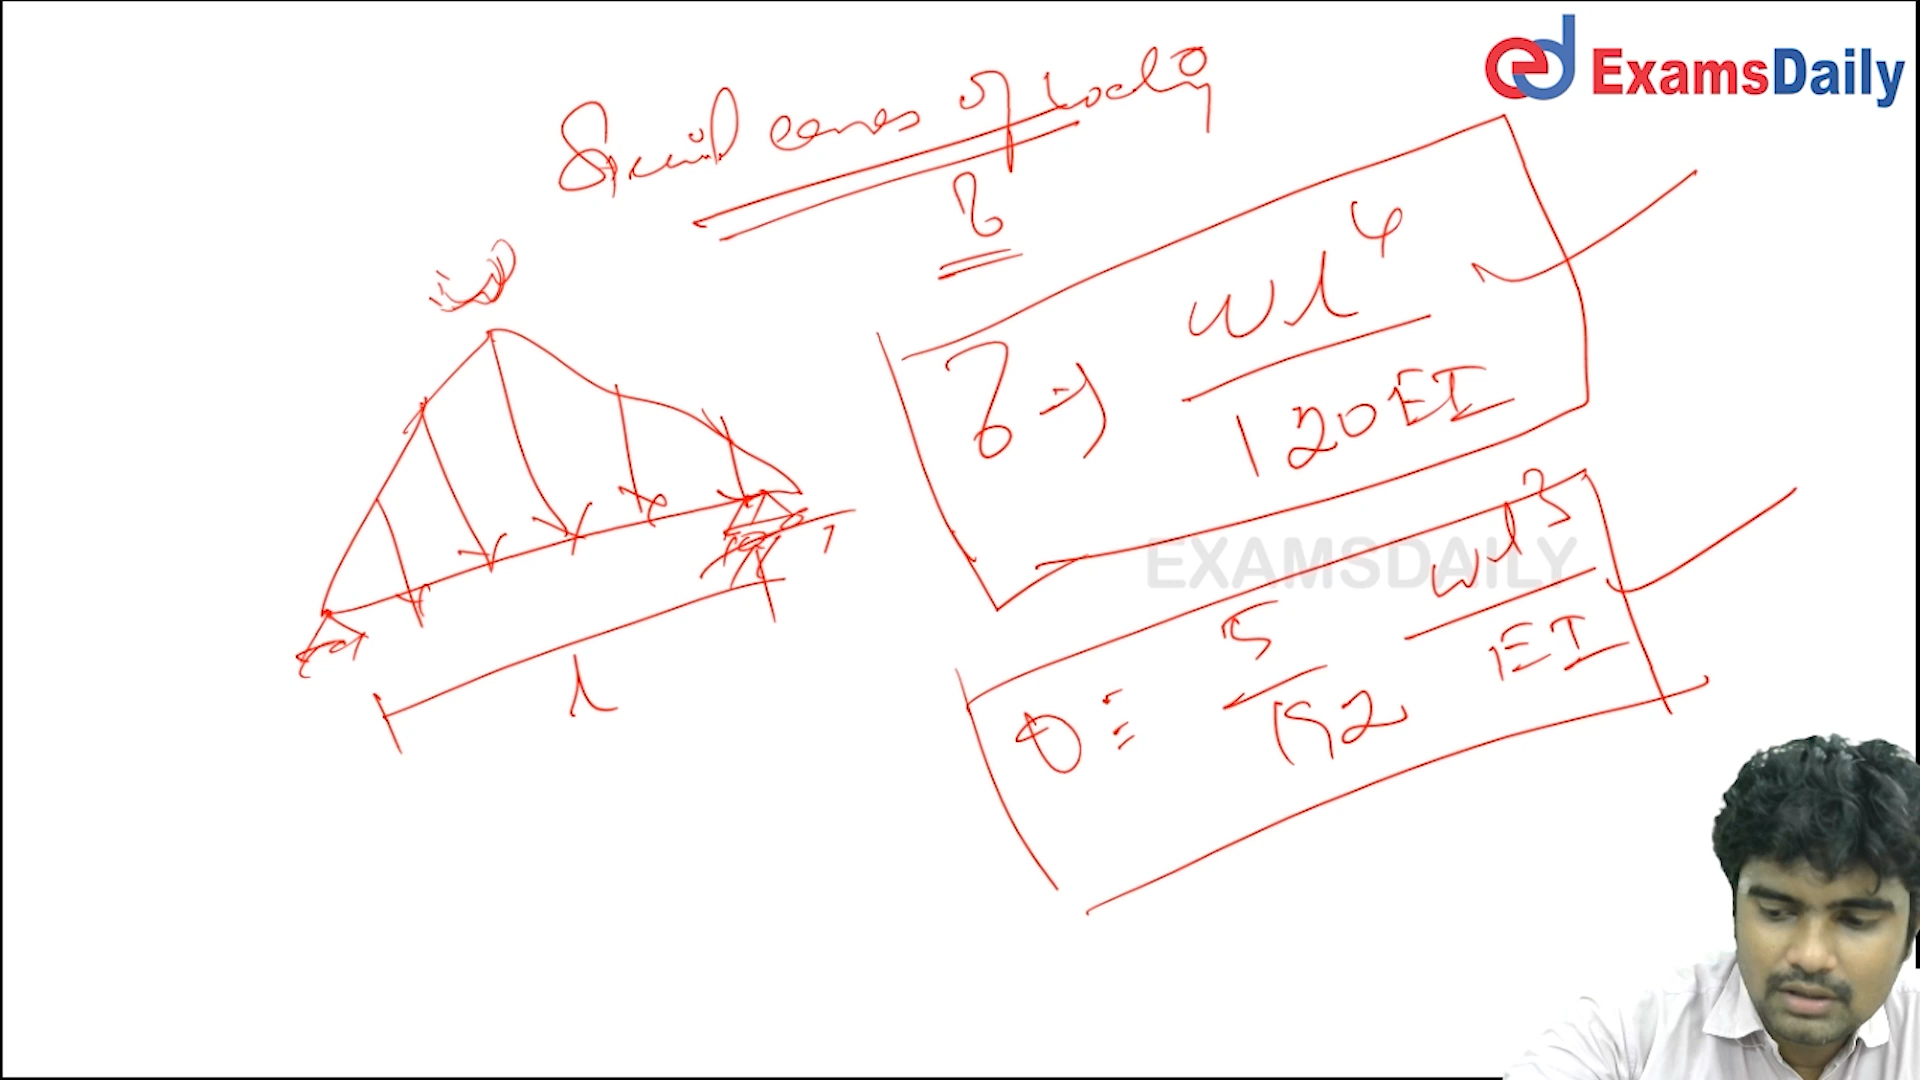 ExamsDaily
Special cases of loading
δ
l
δ ⇒ wl⁴ / 120EI
EXAMSDAILY
θ = 5/192 wl³/EI